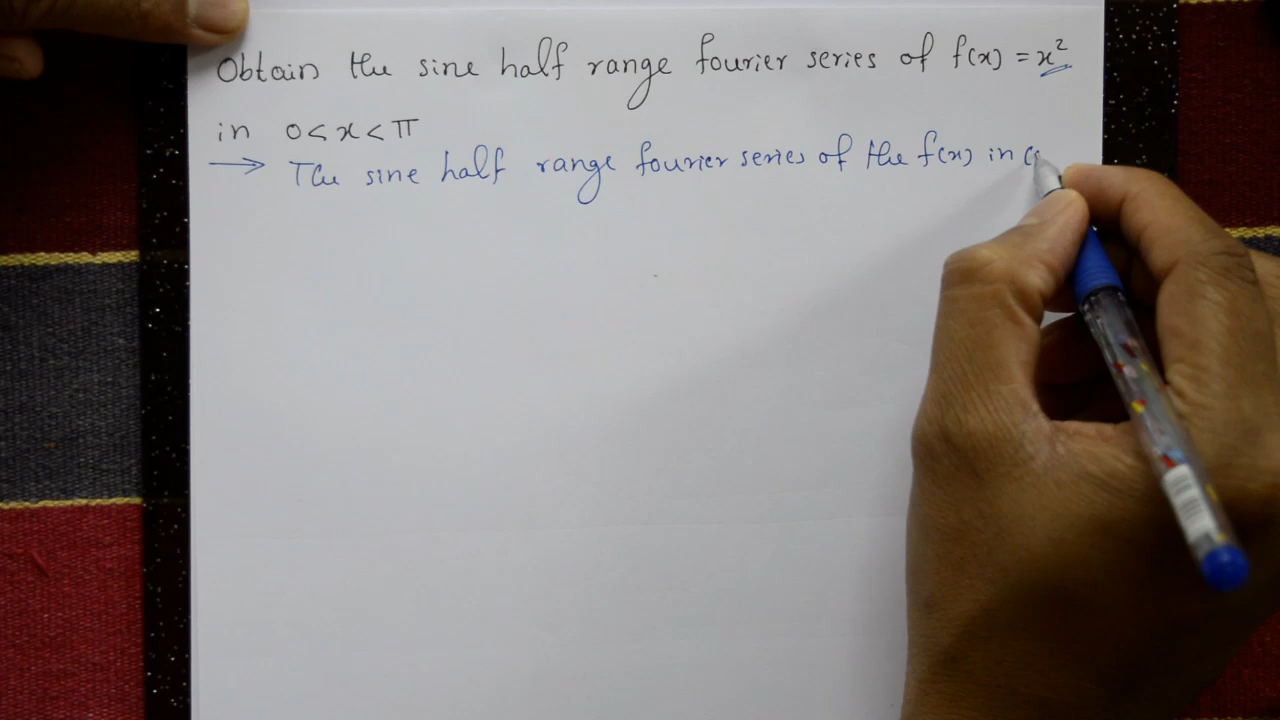 Obtain the sine half range fourier series of f(x) = x²
in 0 < x < π
→ The sine half range fourier series of the f(x) in (